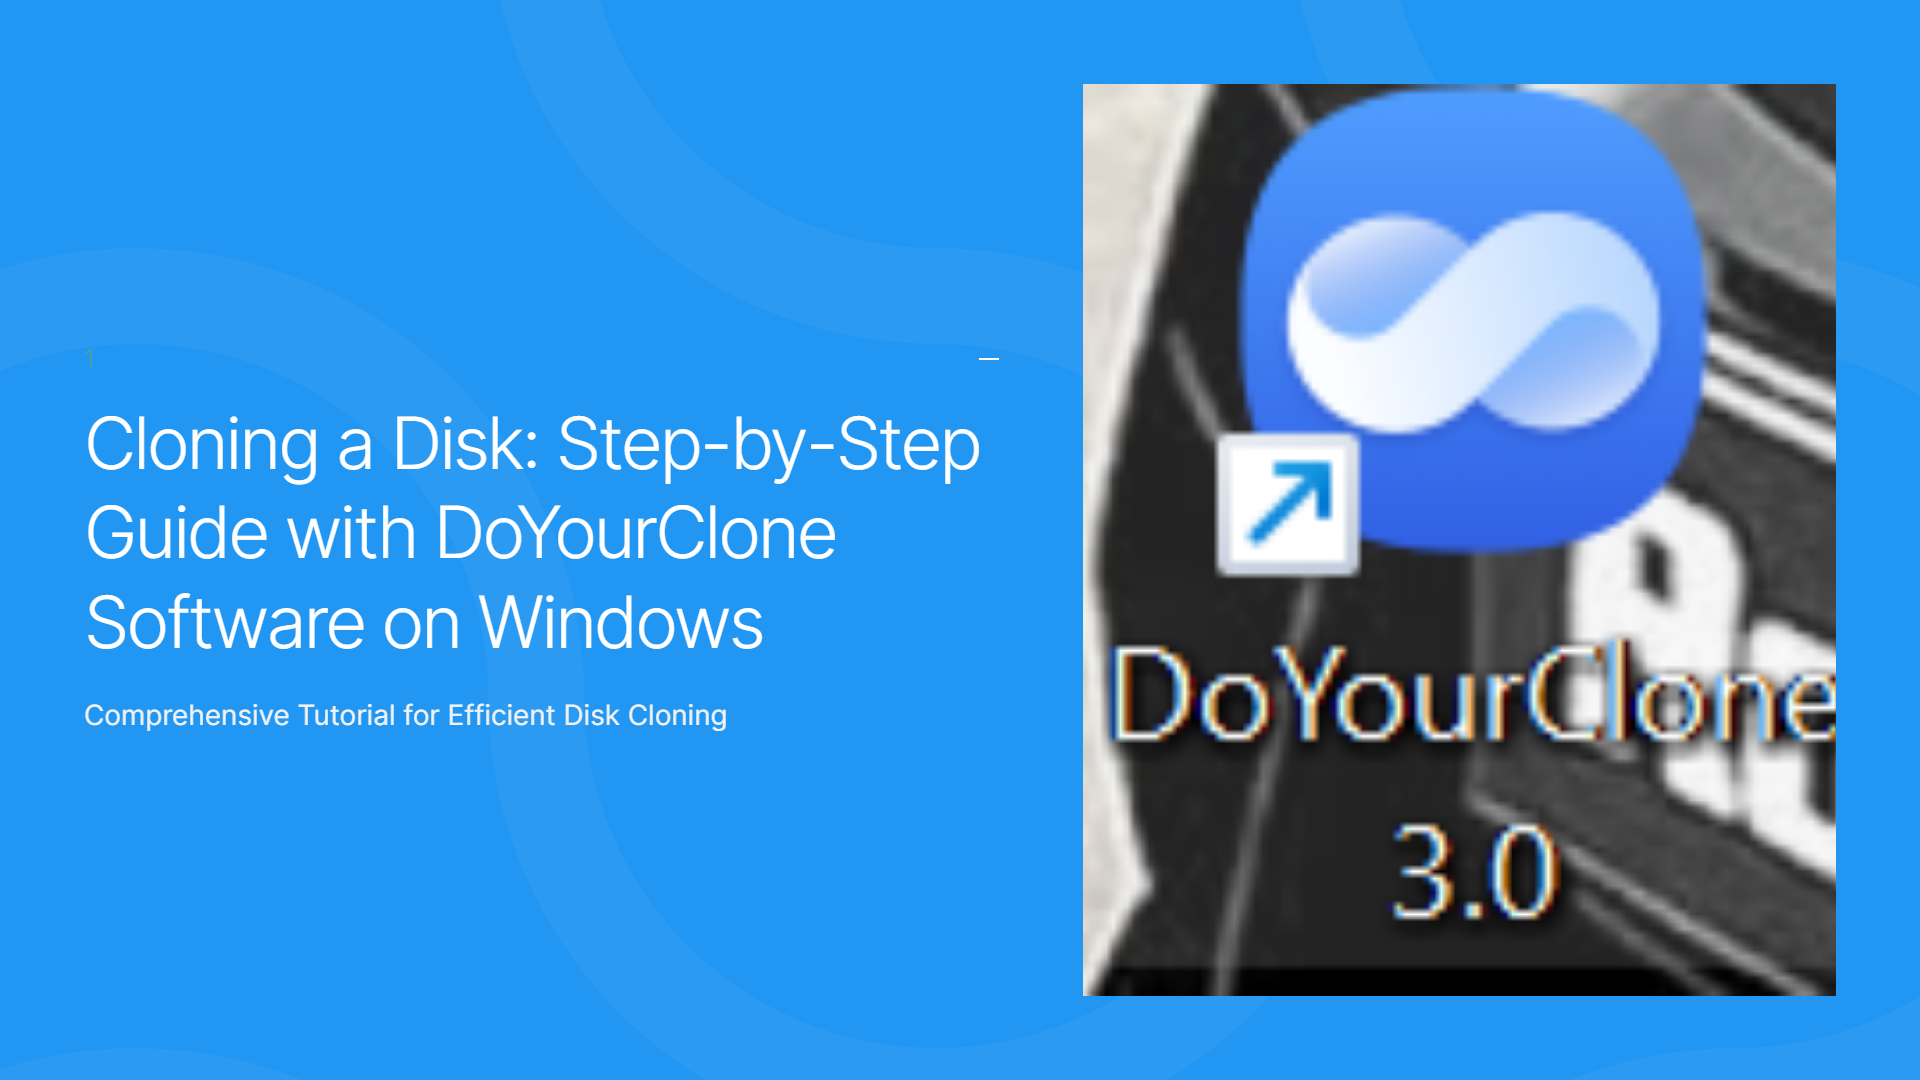 1
Cloning a Disk: Step-by-Step
Guide with DoYourClone
Software on Windows
Comprehensive Tutorial for Efficient Disk Cloning
DoYourClone
3.0